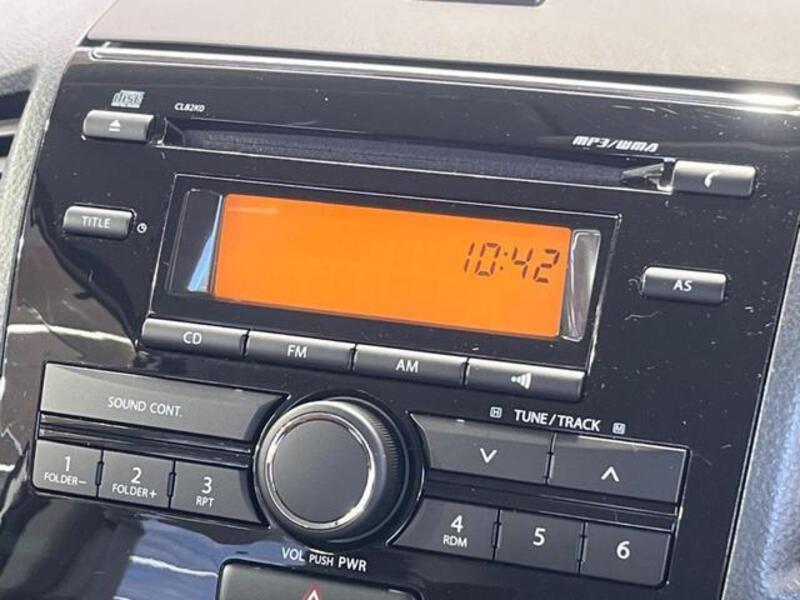 disc
CLB2K0
MP3/WMA
TITLE
10:42
AS
CD
FM
AM
SOUND CONT.
H TUNE/TRACK M
1
FOLDER−
2
FOLDER+
3
RPT
4
RDM
5
6
VOL PUSH PWR